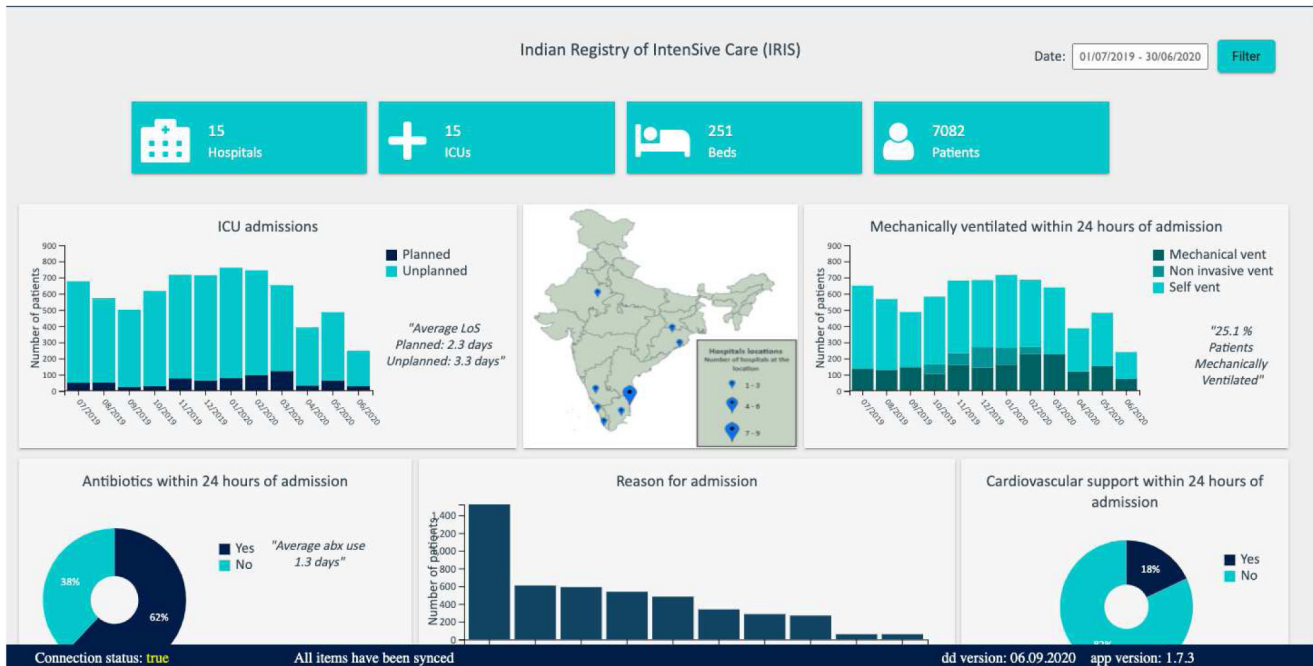 Indian Registry of IntenSive Care (IRIS)
Date: 01/07/2019 - 30/06/2020 Filter
15
Hospitals
15
ICUs
251
Beds
7082
Patients
ICU admissions
Number of patients
900
800
700
600
500
400
300
200
100
0
07/2019
08/2019
09/2019
10/2019
11/2019
12/2019
01/2020
02/2020
03/2020
04/2020
05/2020
06/2020
Planned
Unplanned
"Average LoS
Planned: 2.3 days
Unplanned: 3.3 days"
Hospitals locations
Number of hospitals at the
location
1 - 3
4 - 6
7 - 9
Mechanically ventilated within 24 hours of admission
Number of patients
900
800
700
600
500
400
300
200
100
0
07/2019
08/2019
09/2019
10/2019
11/2019
12/2019
01/2020
02/2020
03/2020
04/2020
05/2020
06/2020
Mechanical vent
Non invasive vent
Self vent
"25.1 %
Patients
Mechanically
Ventilated"
Antibiotics within 24 hours of admission
38%
62%
Yes
No
"Average abx use
1.3 days"
Reason for admission
Number of patients
1,400
800
600
400
200
0
Cardiovascular support within 24 hours of
admission
18%
Yes
No
Connection status: true
All items have been synced
dd version: 06.09.2020
app version: 1.7.3